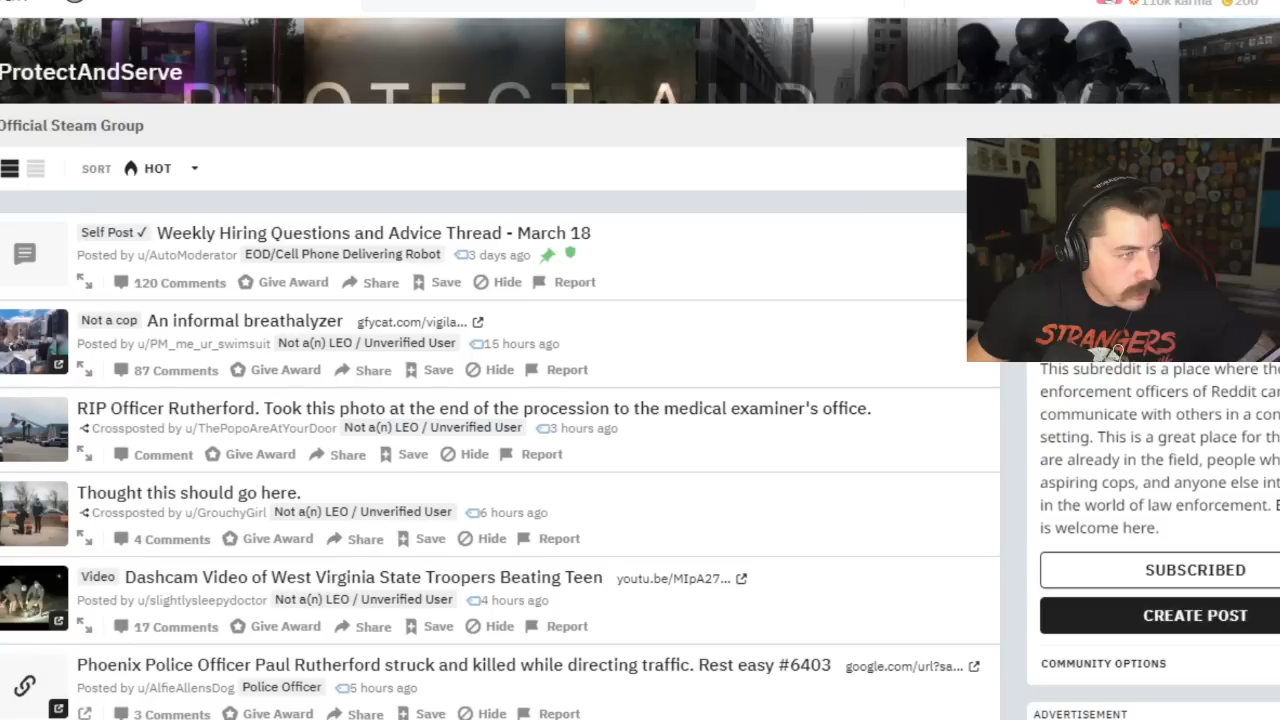 110k karma 200
ProtectAndServe
PROTECT AND SERVE
Official Steam Group
SORT HOT
Self Post ✓ Weekly Hiring Questions and Advice Thread - March 18
Posted by u/AutoModerator EOD/Cell Phone Delivering Robot 3 days ago
120 Comments Give Award Share Save Hide Report
Not a cop An informal breathalyzer gfycat.com/vigila...
Posted by u/PM_me_ur_swimsuit Not a(n) LEO / Unverified User 15 hours ago
87 Comments Give Award Share Save Hide Report
RIP Officer Rutherford. Took this photo at the end of the procession to the medical examiner's office.
Crossposted by u/ThePopoAreAtYourDoor Not a(n) LEO / Unverified User 3 hours ago
Comment Give Award Share Save Hide Report
Thought this should go here.
Crossposted by u/GrouchyGirl Not a(n) LEO / Unverified User 6 hours ago
4 Comments Give Award Share Save Hide Report
Video Dashcam Video of West Virginia State Troopers Beating Teen youtu.be/MIpA27...
Posted by u/slightlysleepydoctor Not a(n) LEO / Unverified User 4 hours ago
17 Comments Give Award Share Save Hide Report
Phoenix Police Officer Paul Rutherford struck and killed while directing traffic. Rest easy #6403 google.com/url?sa...
Posted by u/AlfieAllensDog Police Officer 5 hours ago
3 Comments Give Award Share Save Hide Report
STRANGERS
This subreddit is a place where the
enforcement officers of Reddit can
communicate with others in a con
setting. This is a great place for th
are already in the field, people wh
aspiring cops, and anyone else int
in the world of law enforcement. E
is welcome here.
SUBSCRIBED
CREATE POST
COMMUNITY OPTIONS
ADVERTISEMENT